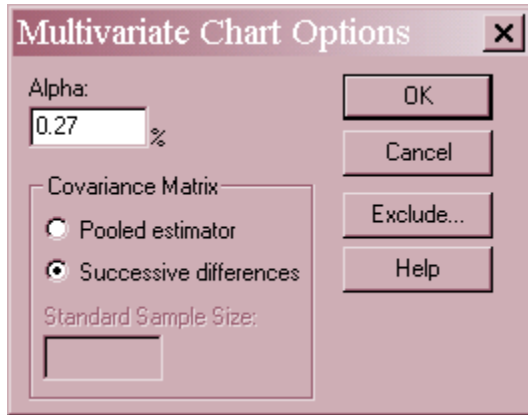 Multivariate Chart Options
Alpha:
0.27 %
Covariance Matrix
Pooled estimator
Successive differences
Standard Sample Size:
OK
Cancel
Exclude...
Help